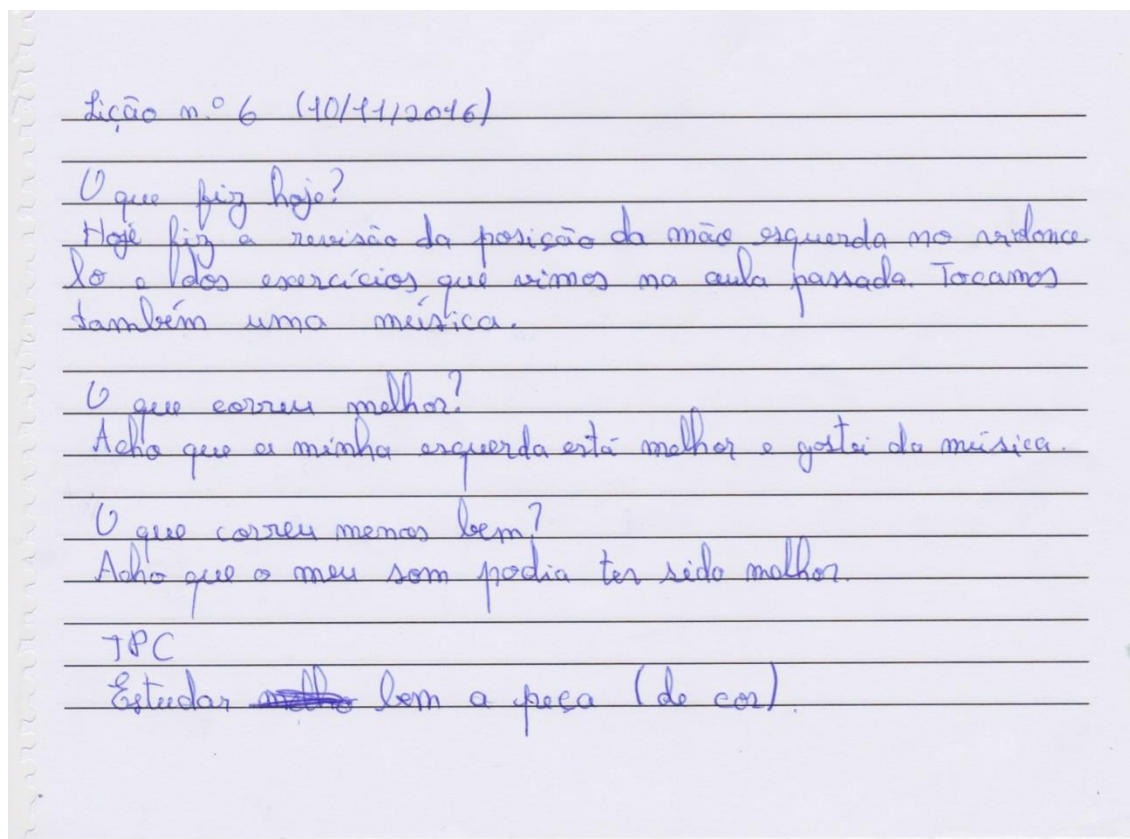 Lição n.º 6 (10/11/2016)
O que fiz hoje?
Hoje fiz a revisão da posição da mão esquerda no violonce
lo e dos exercícios que vimos na aula passada. Tocamos
também uma música.
O que correu melhor?
Acho que a minha esquerda está melhor e gostei da música.
O que correu menos bem?
Acho que o meu som podia ter sido melhor.
TPC
Estudar bem a peça (de cor).